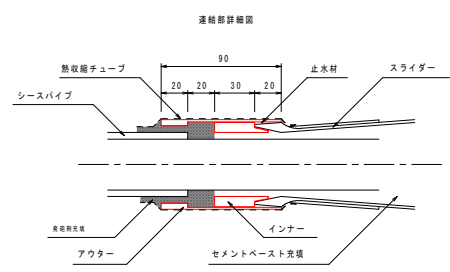 連結部詳細図
90
熱収縮チューブ
止水材
スライダー
20 20 30 20
シースパイプ
発砲剤充填
インナー
アウター
セメントペースト充填